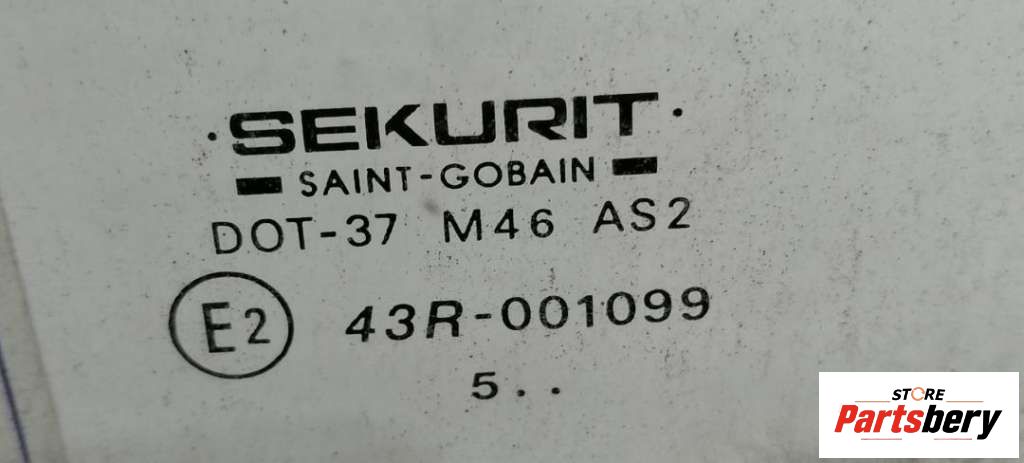 ·SEKURIT·
SAINT-GOBAIN
DOT-37 M46 AS2
E2 43R-001099
5..
STORE
Partsbery